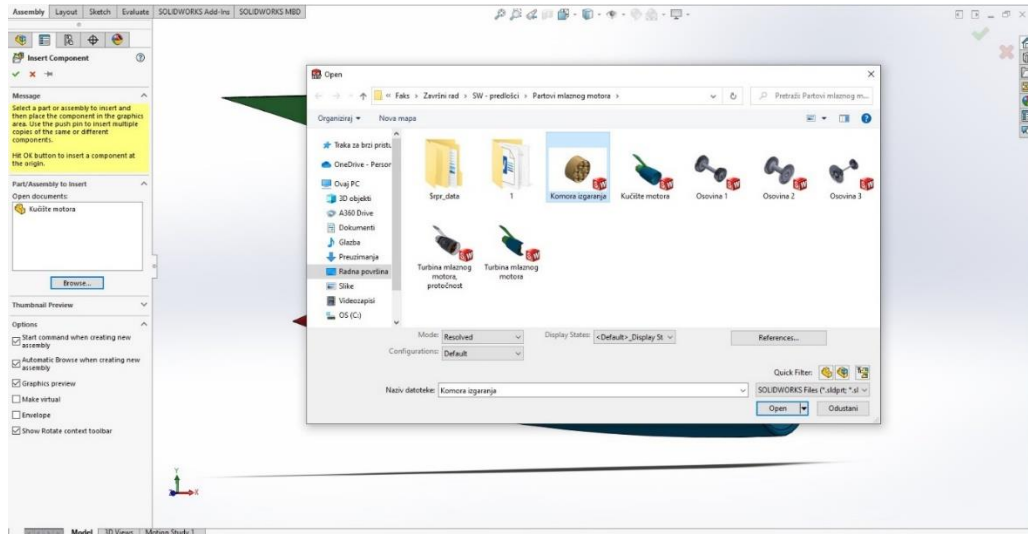 Assembly Layout Sketch Evaluate SOLIDWORKS Add-Ins SOLIDWORKS MBD
Insert Component
Message
Select a part or assembly to insert and
then place the component in the graphics
area. Use the push pin to insert multiple
copies of the same or different
components.
Hit OK button to insert a component at
the origin.
Part/Assembly to Insert
Open documents:
Kućište motora
Browse...
Thumbnail Preview
Options
Start command when creating new
assembly
Automatic Browse when creating new
assembly
Graphics preview
Make virtual
Envelope
Show Rotate context toolbar
Open
« Faks › Završni rad › SW - predlošci › Partovi mlaznog motora ›
Pretraži: Partovi mlaznog m...
Organiziraj Nova mapa
Traka za brzi pristu
OneDrive - Person
Ovaj PC
3D objekti
A360 Drive
Dokumenti
Glazba
Preuzimanja
Radna površina
Slike
Videozapisi
OS (C:)
Srpr_data
1
Komora izgaranja
Kućište motora
Osovina 1
Osovina 2
Osovina 3
Turbina mlaznog
motora,
protočnost
Turbina mlaznog
motora
Mode: Resolved
Display States: <Default>_Display St
References...
Configurations: Default
Quick Filter:
Naziv datoteke: Komora izgaranja
SOLIDWORKS Files (*.sldprt; *.sl
Open Odustani
Y
X
Model 3D Views Motion Study 1